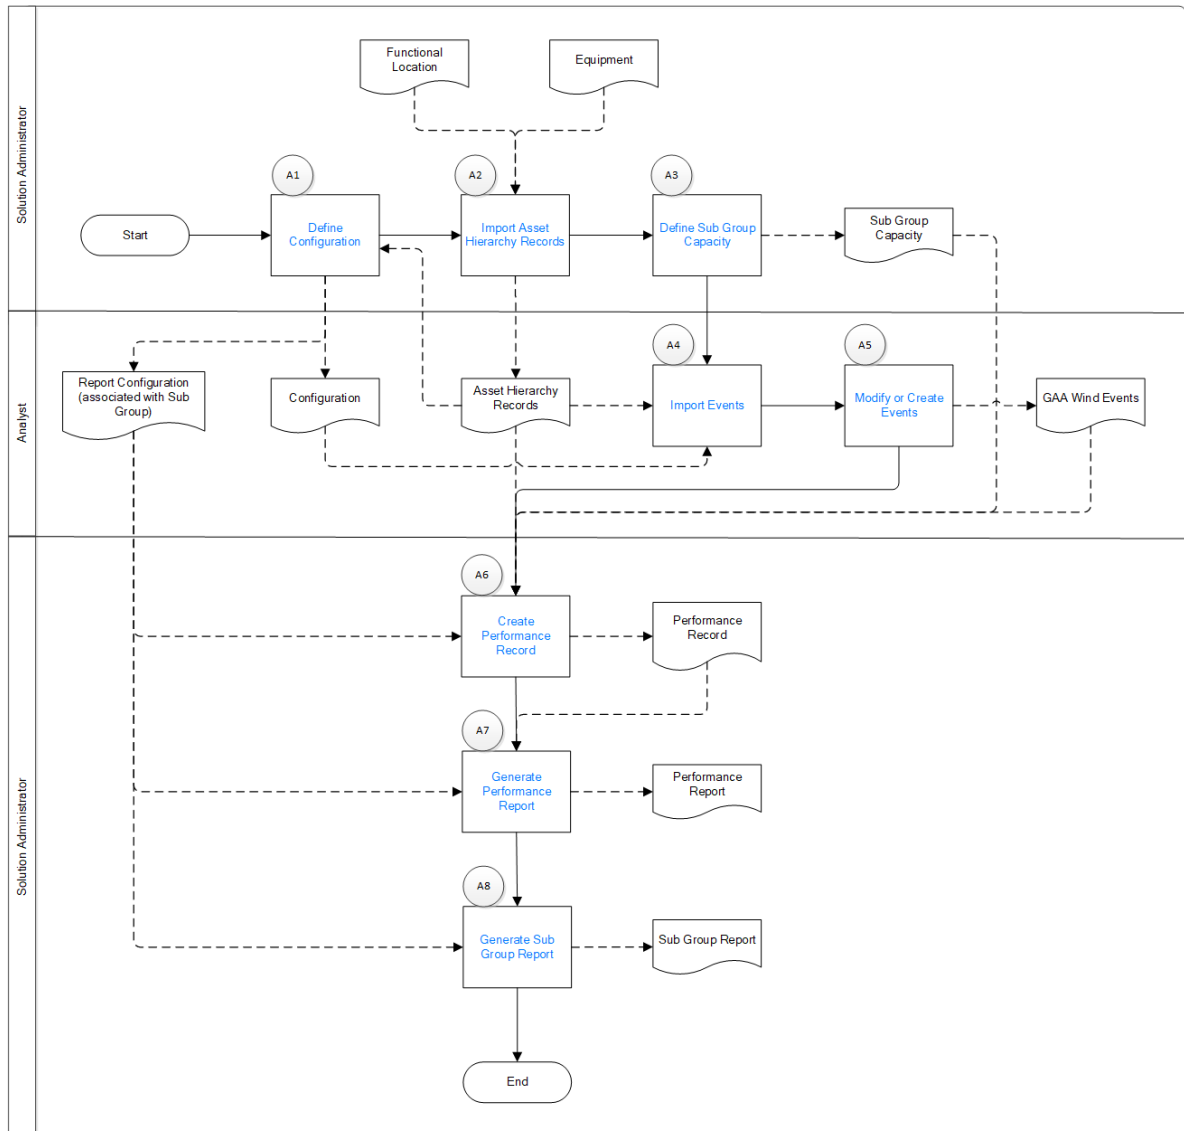 Solution Administrator
Functional
Location
Equipment
A1
A2
A3
Start
Define
Configuration
Import Asset
Hierarchy Records
Define Sub Group
Capacity
Sub Group
Capacity
Analyst
A4
A5
Report Configuration
(associated with Sub
Group)
Configuration
Asset Hierarchy
Records
Import Events
Modify or Create
Events
GAA Wind Events
Solution Administrator
A6
Create
Performance
Record
Performance
Record
A7
Generate
Performance
Report
Performance
Report
A8
Generate Sub
Group Report
Sub Group Report
End